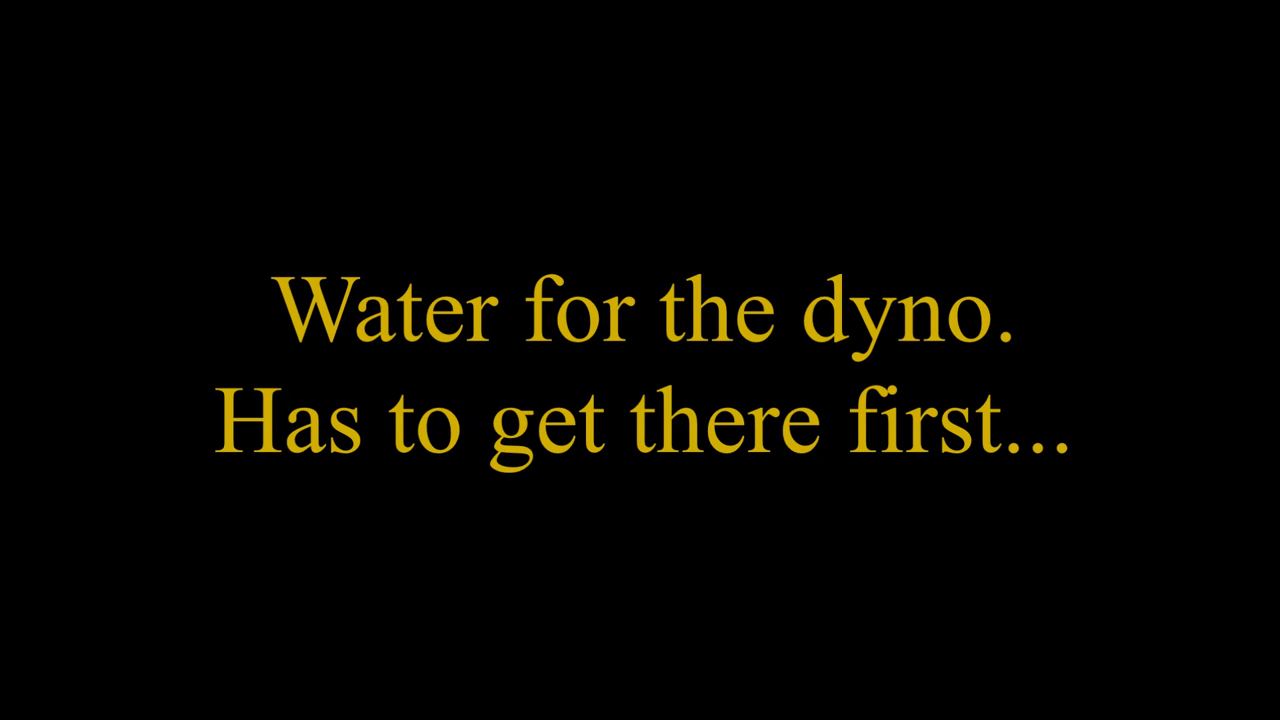 Water for the dyno.
Has to get there first...